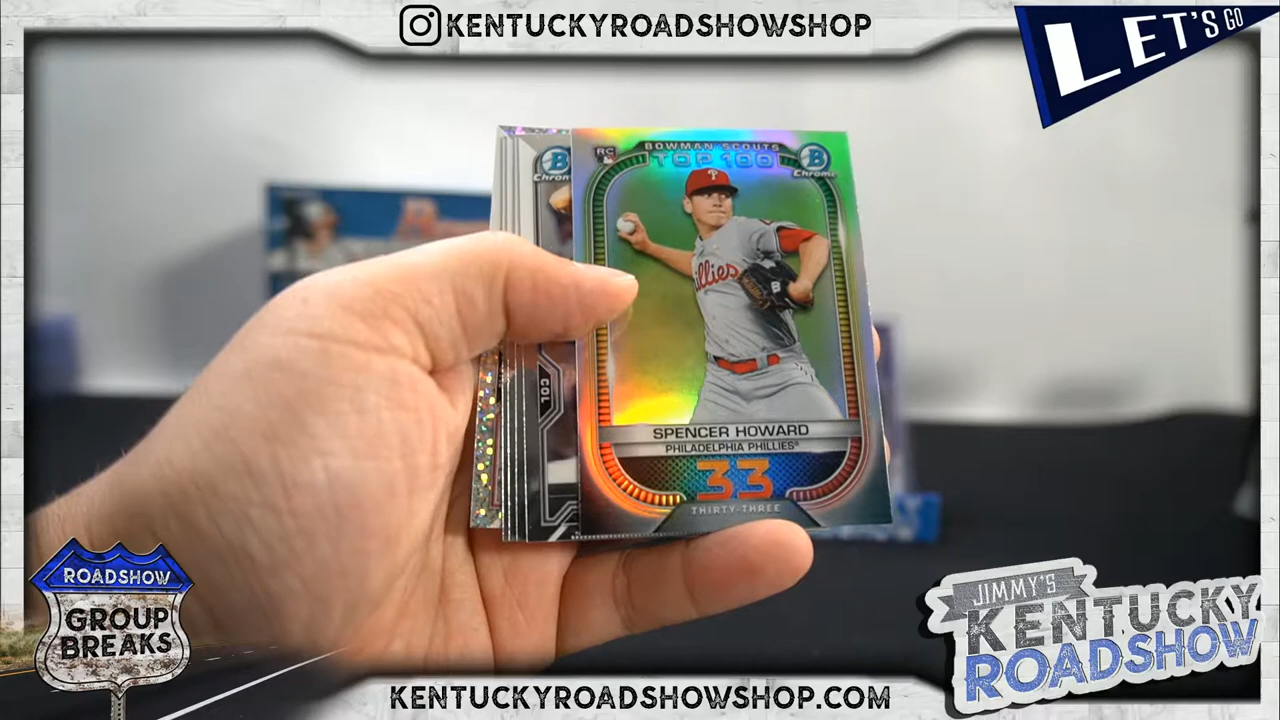 KENTUCKYROADSHOWSHOP
LET'S GO
RC
BOWMAN SCOUTS
TOP 100
B
Chrome
B
Chrome
Phillies
COL
SPENCER HOWARD
PHILADELPHIA PHILLIES®
33
THIRTY-THREE
ROADSHOW
GROUP
BREAKS
JIMMY'S
KENTUCKY
ROADSHOW
KENTUCKYROADSHOWSHOP.COM